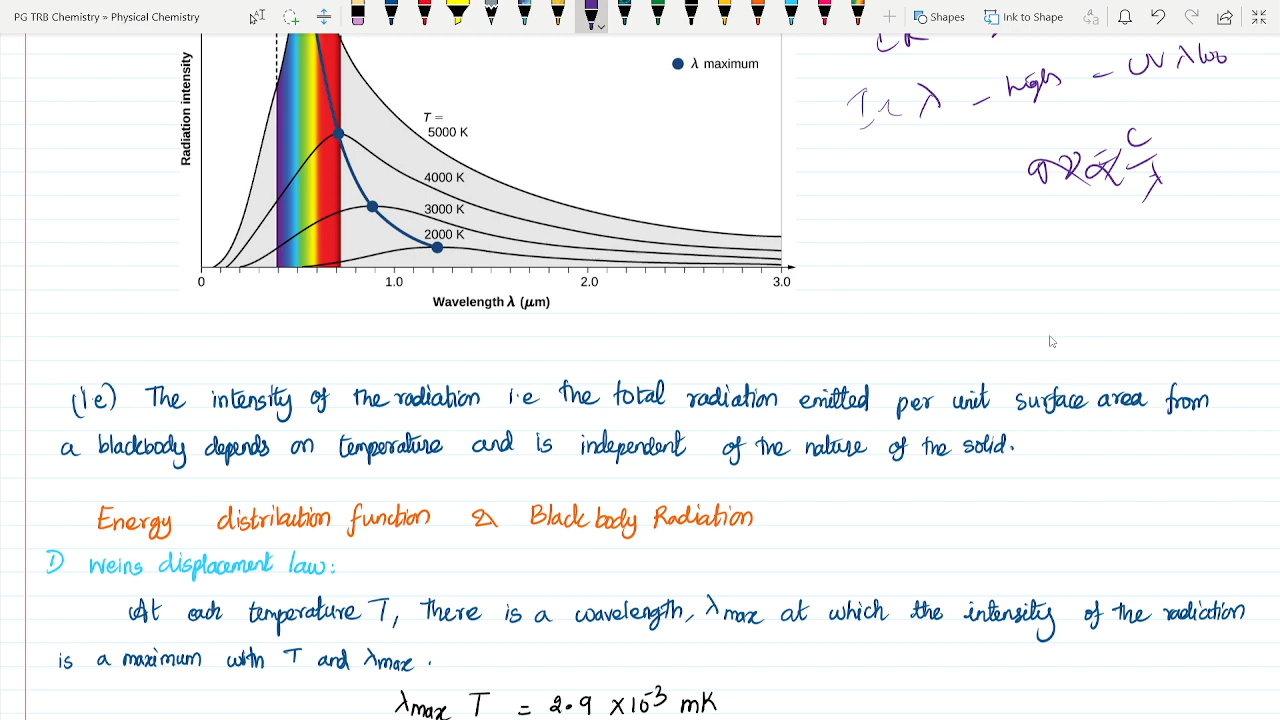 PG TRB Chemistry » Physical Chemistry
Shapes
Ink to Shape
Radiation intensity
λ maximum
T =
5000 K
4000 K
3000 K
2000 K
0
1.0
2.0
3.0
Wavelength λ (μm)
λ - high - UV λ
C
λ
(i.e) The intensity of the radiation i.e the total radiation emitted per unit surface area from
a blackbody depends on temperature and is independent of the nature of the solid.
Energy distribution function & Black body Radiation
1) Weins displacement law:
At each temperature T, there is a wavelength, λmax at which the intensity of the radiation
is a maximum with T and λmax.
λmax T = 2.9 × 10⁻³ mK